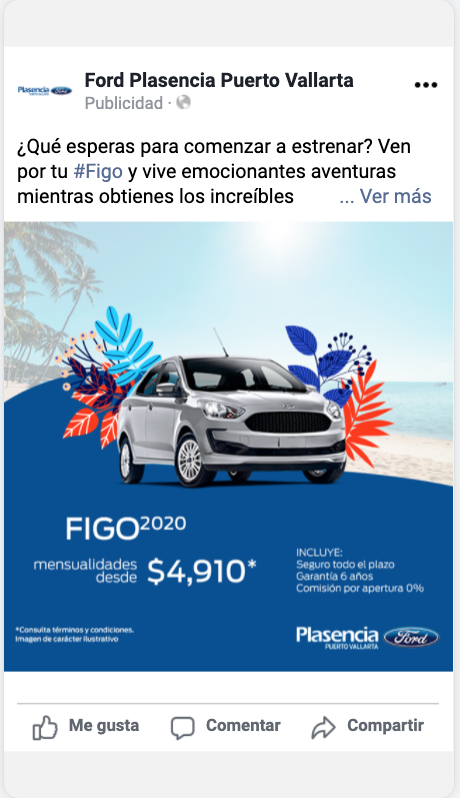 Plasencia Ford
Ford Plasencia Puerto Vallarta
Publicidad ·
¿Qué esperas para comenzar a estrenar? Ven
por tu #Figo y vive emocionantes aventuras
mientras obtienes los increíbles ... Ver más
FIGO2020
mensualidades
desde $4,910*
INCLUYE:
Seguro todo el plazo
Garantía 6 años
Comisión por apertura 0%
*Consulta términos y condiciones.
Imagen de carácter ilustrativo
Plasencia Ford
PUERTO VALLARTA
Me gusta Comentar Compartir